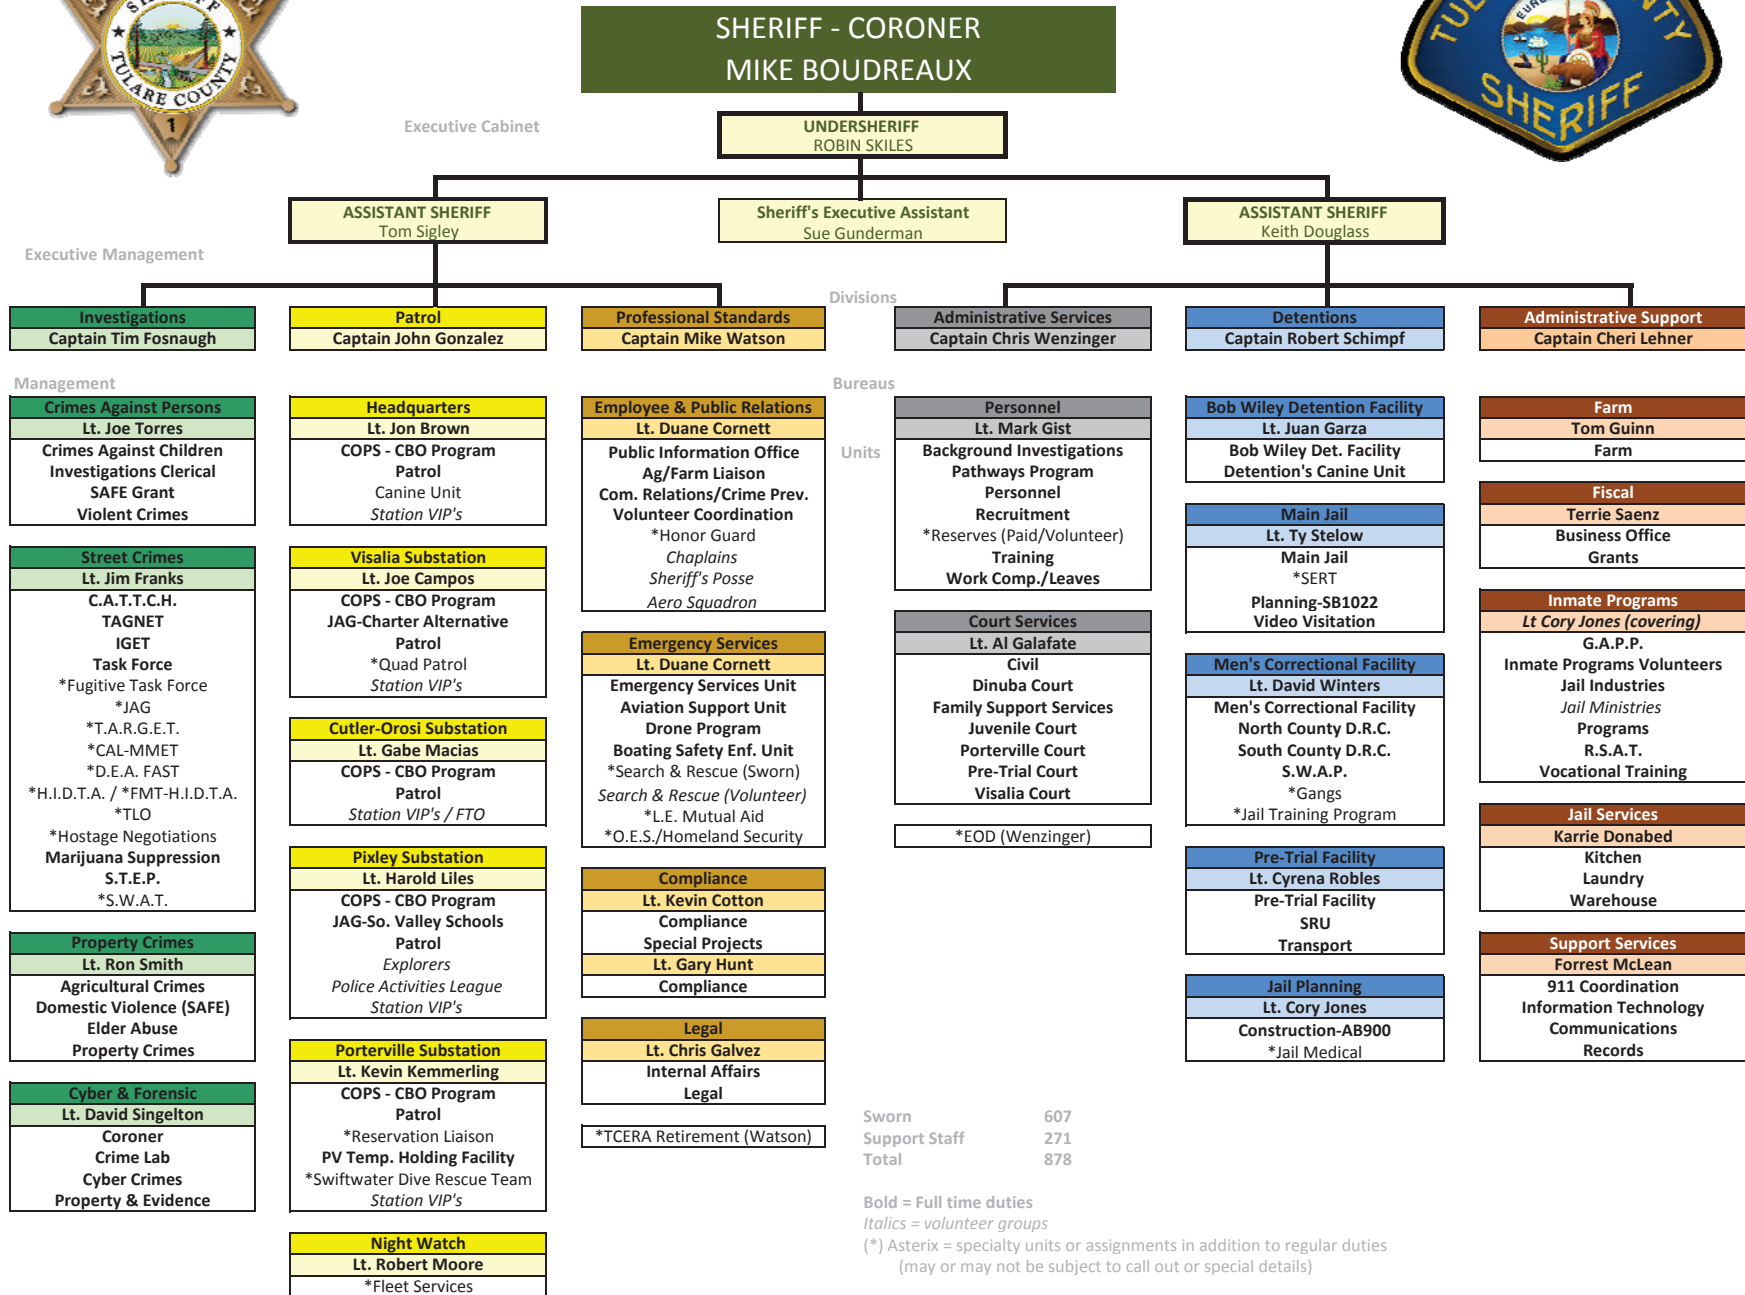 SHERIFF
TULARE COUNTY
1
SHERIFF - CORONER
MIKE BOUDREAUX
SHERIFF
Executive Cabinet
UNDERSHERIFF
ROBIN SKILES
ASSISTANT SHERIFF
Tom Sigley
Sheriff's Executive Assistant
Sue Gunderman
ASSISTANT SHERIFF
Keith Douglass
Executive Management
Divisions
Investigations
Captain Tim Fosnaugh
Patrol
Captain John Gonzalez
Professional Standards
Captain Mike Watson
Administrative Services
Captain Chris Wenzinger
Detentions
Captain Robert Schimpf
Administrative Support
Captain Cheri Lehner
Management
Bureaus
Units
Crimes Against Persons
Lt. Joe Torres
Crimes Against Children
Investigations Clerical
SAFE Grant
Violent Crimes
Street Crimes
Lt. Jim Franks
C.A.T.T.C.H.
TAGNET
IGET
Task Force
*Fugitive Task Force
*JAG
*T.A.R.G.E.T.
*CAL-MMET
*D.E.A. FAST
*H.I.D.T.A. / *FMT-H.I.D.T.A.
*TLO
*Hostage Negotiations
Marijuana Suppression
S.T.E.P.
*S.W.A.T.
Property Crimes
Lt. Ron Smith
Agricultural Crimes
Domestic Violence (SAFE)
Elder Abuse
Property Crimes
Cyber & Forensic
Lt. David Singelton
Coroner
Crime Lab
Cyber Crimes
Property & Evidence
Headquarters
Lt. Jon Brown
COPS - CBO Program
Patrol
Canine Unit
Station VIP's
Visalia Substation
Lt. Joe Campos
COPS - CBO Program
JAG-Charter Alternative
Patrol
*Quad Patrol
Station VIP's
Cutler-Orosi Substation
Lt. Gabe Macias
COPS - CBO Program
Patrol
Station VIP's / FTO
Pixley Substation
Lt. Harold Liles
COPS - CBO Program
JAG-So. Valley Schools
Patrol
Explorers
Police Activities League
Station VIP's
Porterville Substation
Lt. Kevin Kemmerling
COPS - CBO Program
Patrol
*Reservation Liaison
PV Temp. Holding Facility
*Swiftwater Dive Rescue Team
Station VIP's
Night Watch
Lt. Robert Moore
*Fleet Services
Employee & Public Relations
Lt. Duane Cornett
Public Information Office
Ag/Farm Liaison
Com. Relations/Crime Prev.
Volunteer Coordination
*Honor Guard
Chaplains
Sheriff's Posse
Aero Squadron
Emergency Services
Lt. Duane Cornett
Emergency Services Unit
Aviation Support Unit
Drone Program
Boating Safety Enf. Unit
*Search & Rescue (Sworn)
Search & Rescue (Volunteer)
*L.E. Mutual Aid
*O.E.S./Homeland Security
Compliance
Lt. Kevin Cotton
Compliance
Special Projects
Lt. Gary Hunt
Compliance
Legal
Lt. Chris Galvez
Internal Affairs
Legal
*TCERA Retirement (Watson)
Personnel
Lt. Mark Gist
Background Investigations
Pathways Program
Personnel
Recruitment
*Reserves (Paid/Volunteer)
Training
Work Comp./Leaves
Court Services
Lt. Al Galafate
Civil
Dinuba Court
Family Support Services
Juvenile Court
Porterville Court
Pre-Trial Court
Visalia Court
*EOD (Wenzinger)
Bob Wiley Detention Facility
Lt. Juan Garza
Bob Wiley Det. Facility
Detention's Canine Unit
Main Jail
Lt. Ty Stelow
Main Jail
*SERT
Planning-SB1022
Video Visitation
Men's Correctional Facility
Lt. David Winters
Men's Correctional Facility
North County D.R.C.
South County D.R.C.
S.W.A.P.
*Gangs
*Jail Training Program
Pre-Trial Facility
Lt. Cyrena Robles
Pre-Trial Facility
SRU
Transport
Jail Planning
Lt. Cory Jones
Construction-AB900
*Jail Medical
Farm
Tom Guinn
Farm
Fiscal
Terrie Saenz
Business Office
Grants
Inmate Programs
Lt Cory Jones (covering)
G.A.P.P.
Inmate Programs Volunteers
Jail Industries
Jail Ministries
Programs
R.S.A.T.
Vocational Training
Jail Services
Karrie Donabed
Kitchen
Laundry
Warehouse
Support Services
Forrest McLean
911 Coordination
Information Technology
Communications
Records
Sworn 607
Support Staff 271
Total 878
Bold = Full time duties
Italics = volunteer groups
(*) Asterix = specialty units or assignments in addition to regular duties
(may or may not be subject to call out or special details)